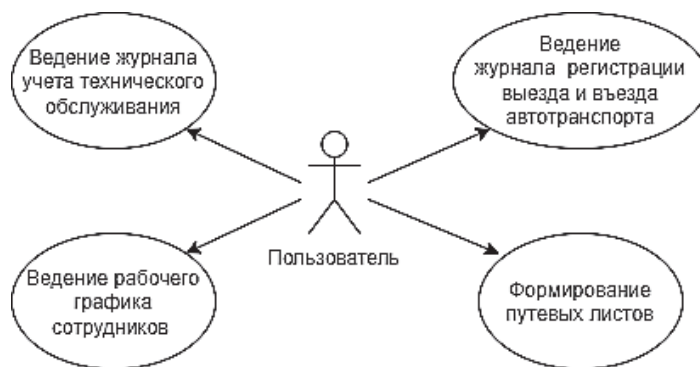 Ведение журнала
учета технического
обслуживания
Ведение
журнала регистрации
выезда и въезда
автотранспорта
Пользователь
Ведение рабочего
графика
сотрудников
Формирование
путевых листов